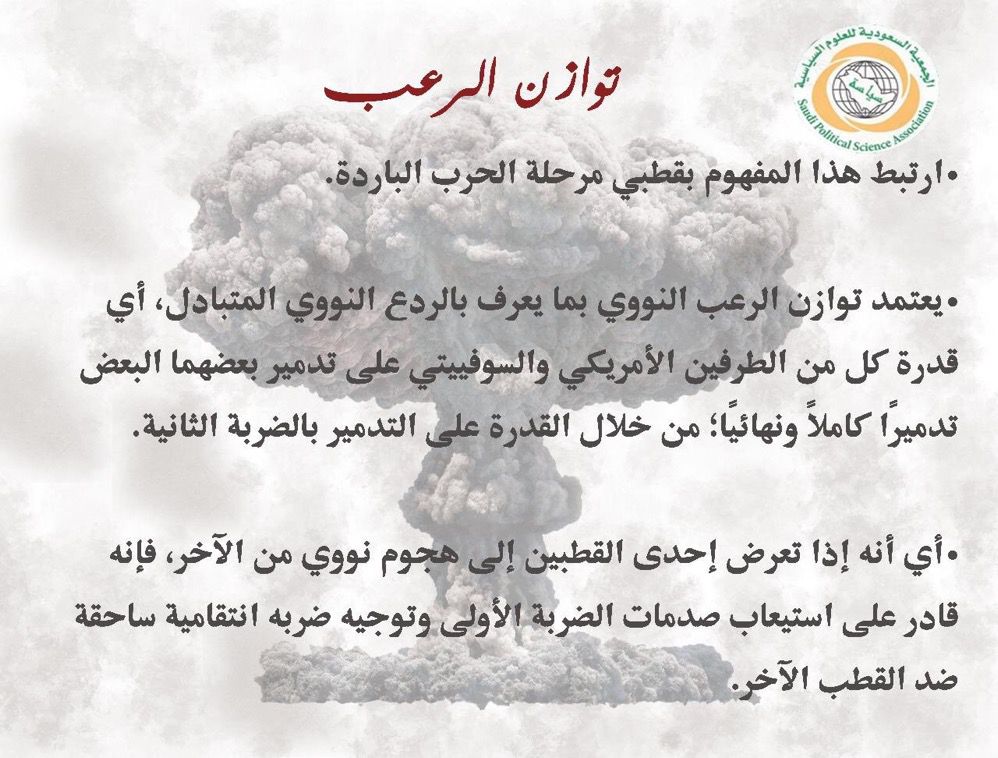 توازن الرعب
الجمعية السعودية للعلوم السياسية
سياسة
Saudi Political Science Association
•ارتبط هذا المفهوم بقطبي مرحلة الحرب الباردة.
•يعتمد توازن الرعب النووي بما يعرف بالردع النووي المتبادل، أي
قدرة كل من الطرفين الأمريكي والسوفييتي على تدمير بعضهما البعض
تدميرًا كاملاً ونهائيًا؛ من خلال القدرة على التدمير بالضربة الثانية.
•أي أنه إذا تعرض إحدى القطبين إلى هجوم نووي من الآخر، فإنه
قادر على استيعاب صدمات الضربة الأولى وتوجيه ضربه انتقامية ساحقة
ضد القطب الآخر.